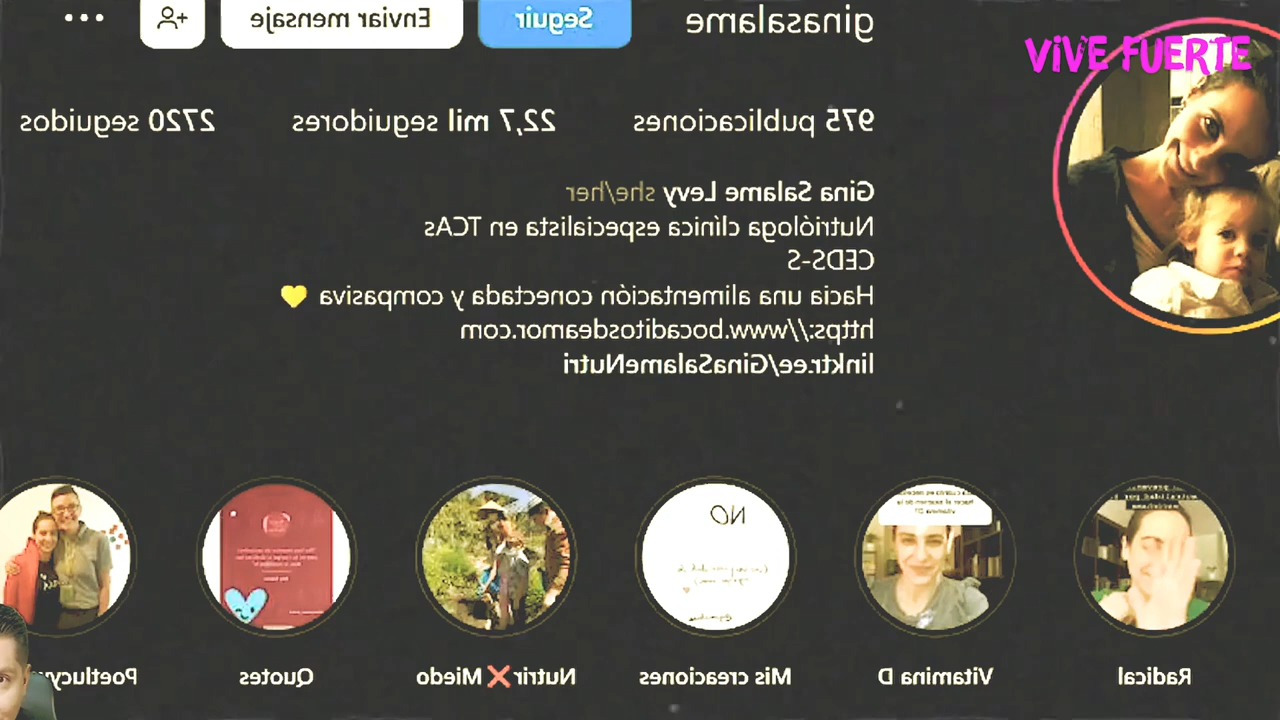 VIVE FUERTE
ginasalame
Seguir
Enviar mensaje
975 publicaciones
22,7 mil seguidores
2720 seguidos
Gina Salame Levy she/her
Nutrióloga clínica especialista en TCAs
CEDS-S
Hacia una alimentación conectada y compasiva
https://www.bocaditosdeamor.com
linktr.ee/GinaSalameNutri
NO
Radical
Vitamina D
Mis creaciones
Nutrir❌Miedo
Quotes
Poetlucy